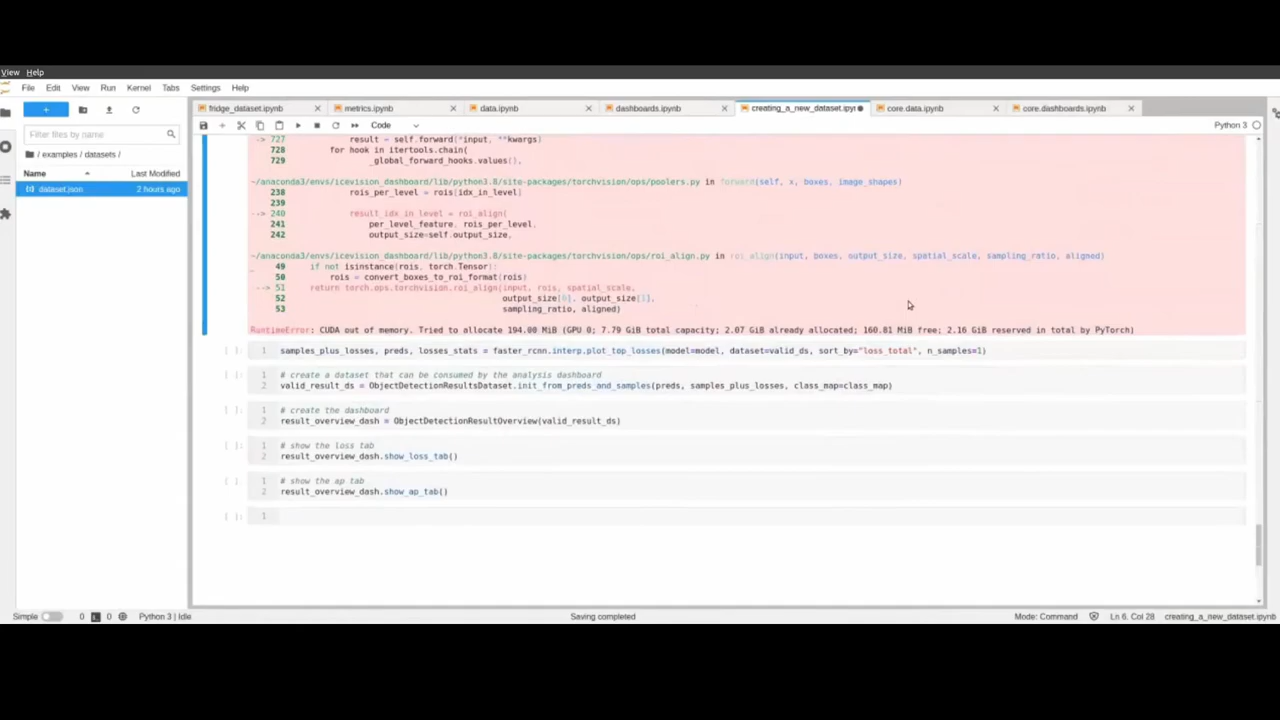 View Help
File Edit View Run Kernel Tabs Settings Help
+
Filter files by name
/ examples / datasets /
Name Last Modified
dataset.json 2 hours ago
fridge_dataset.ipynb metrics.ipynb data.ipynb dashboards.ipynb creating_a_new_dataset.ipyn core.data.ipynb core.dashboards.ipynb
Code Python 3
-> 727 result = self.forward(*input, **kwargs)
728 for hook in itertools.chain(
729 _global_forward_hooks.values(),
~/anaconda3/envs/icevision_dashboard/lib/python3.8/site-packages/torchvision/ops/poolers.py in forward(self, x, boxes, image_shapes)
238 rois_per_level = rois[idx_in_level]
239
--> 240 result_idx_in_level = roi_align(
241 per_level_feature, rois_per_level,
242 output_size=self.output_size,
~/anaconda3/envs/icevision_dashboard/lib/python3.8/site-packages/torchvision/ops/roi_align.py in roi_align(input, boxes, output_size, spatial_scale, sampling_ratio, aligned)
49 if not isinstance(rois, torch.Tensor):
50 rois = convert_boxes_to_roi_format(rois)
--> 51 return torch.ops.torchvision.roi_align(input, rois, spatial_scale,
52 output_size[0], output_size[1],
53 sampling_ratio, aligned)
RuntimeError: CUDA out of memory. Tried to allocate 194.00 MiB (GPU 0; 7.79 GiB total capacity; 2.07 GiB already allocated; 160.81 MiB free; 2.16 GiB reserved in total by PyTorch)
[ ]: 1 samples_plus_losses, preds, losses_stats = faster_rcnn.interp.plot_top_losses(model=model, dataset=valid_ds, sort_by="loss_total", n_samples=1)
[ ]: 1 # create a dataset that can be consumed by the analysis dashboard
2 valid_result_ds = ObjectDetectionResultsDataset.init_from_preds_and_samples(preds, samples_plus_losses, class_map=class_map)
[ ]: 1 # create the dashboard
2 result_overview_dash = ObjectDetectionResultOverview(valid_result_ds)
[ ]: 1 # show the loss tab
2 result_overview_dash.show_loss_tab()
[ ]: 1 # show the ap tab
2 result_overview_dash.show_ap_tab()
[ ]: 1
Simple 0 0 Python 3 | Idle Saving completed Mode: Command Ln 6, Col 28 creating_a_new_dataset.ipynb